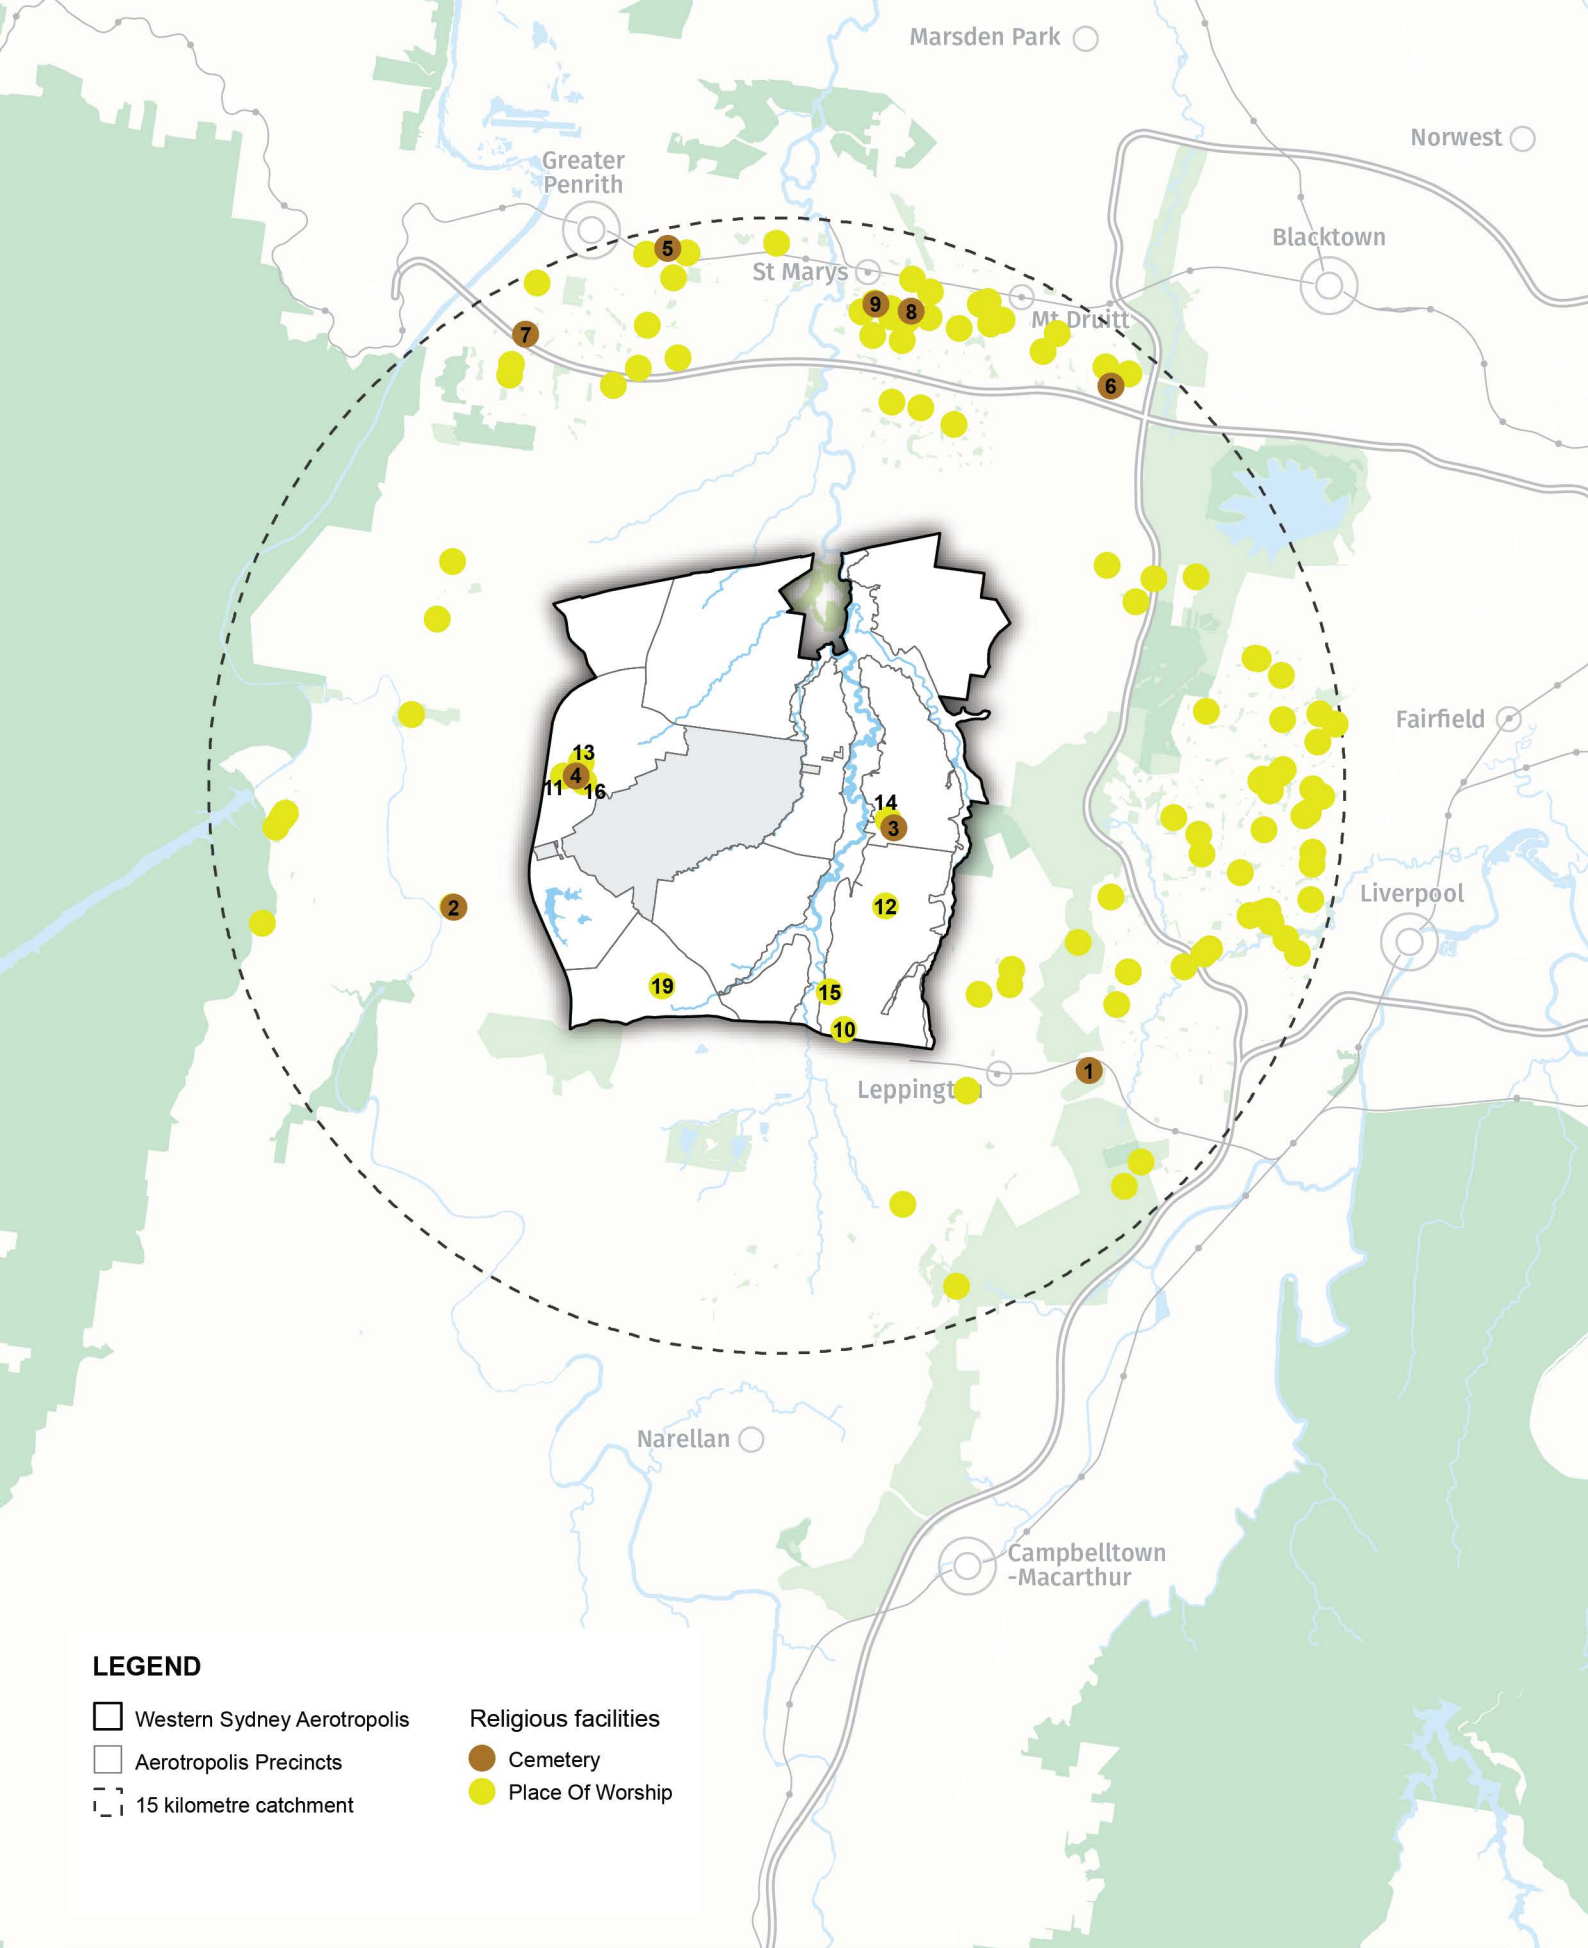 Marsden Park
Norwest
Greater
Penrith
Blacktown
5
St Marys
9
8
Mt Druitt
7
6
Fairfield
13
4
11
16
14
3
Liverpool
2
12
19
15
10
1
Leppingt
Narellan
Campbelltown
-Macarthur
LEGEND
Western Sydney Aerotropolis
Aerotropolis Precincts
15 kilometre catchment
Religious facilities
Cemetery
Place Of Worship